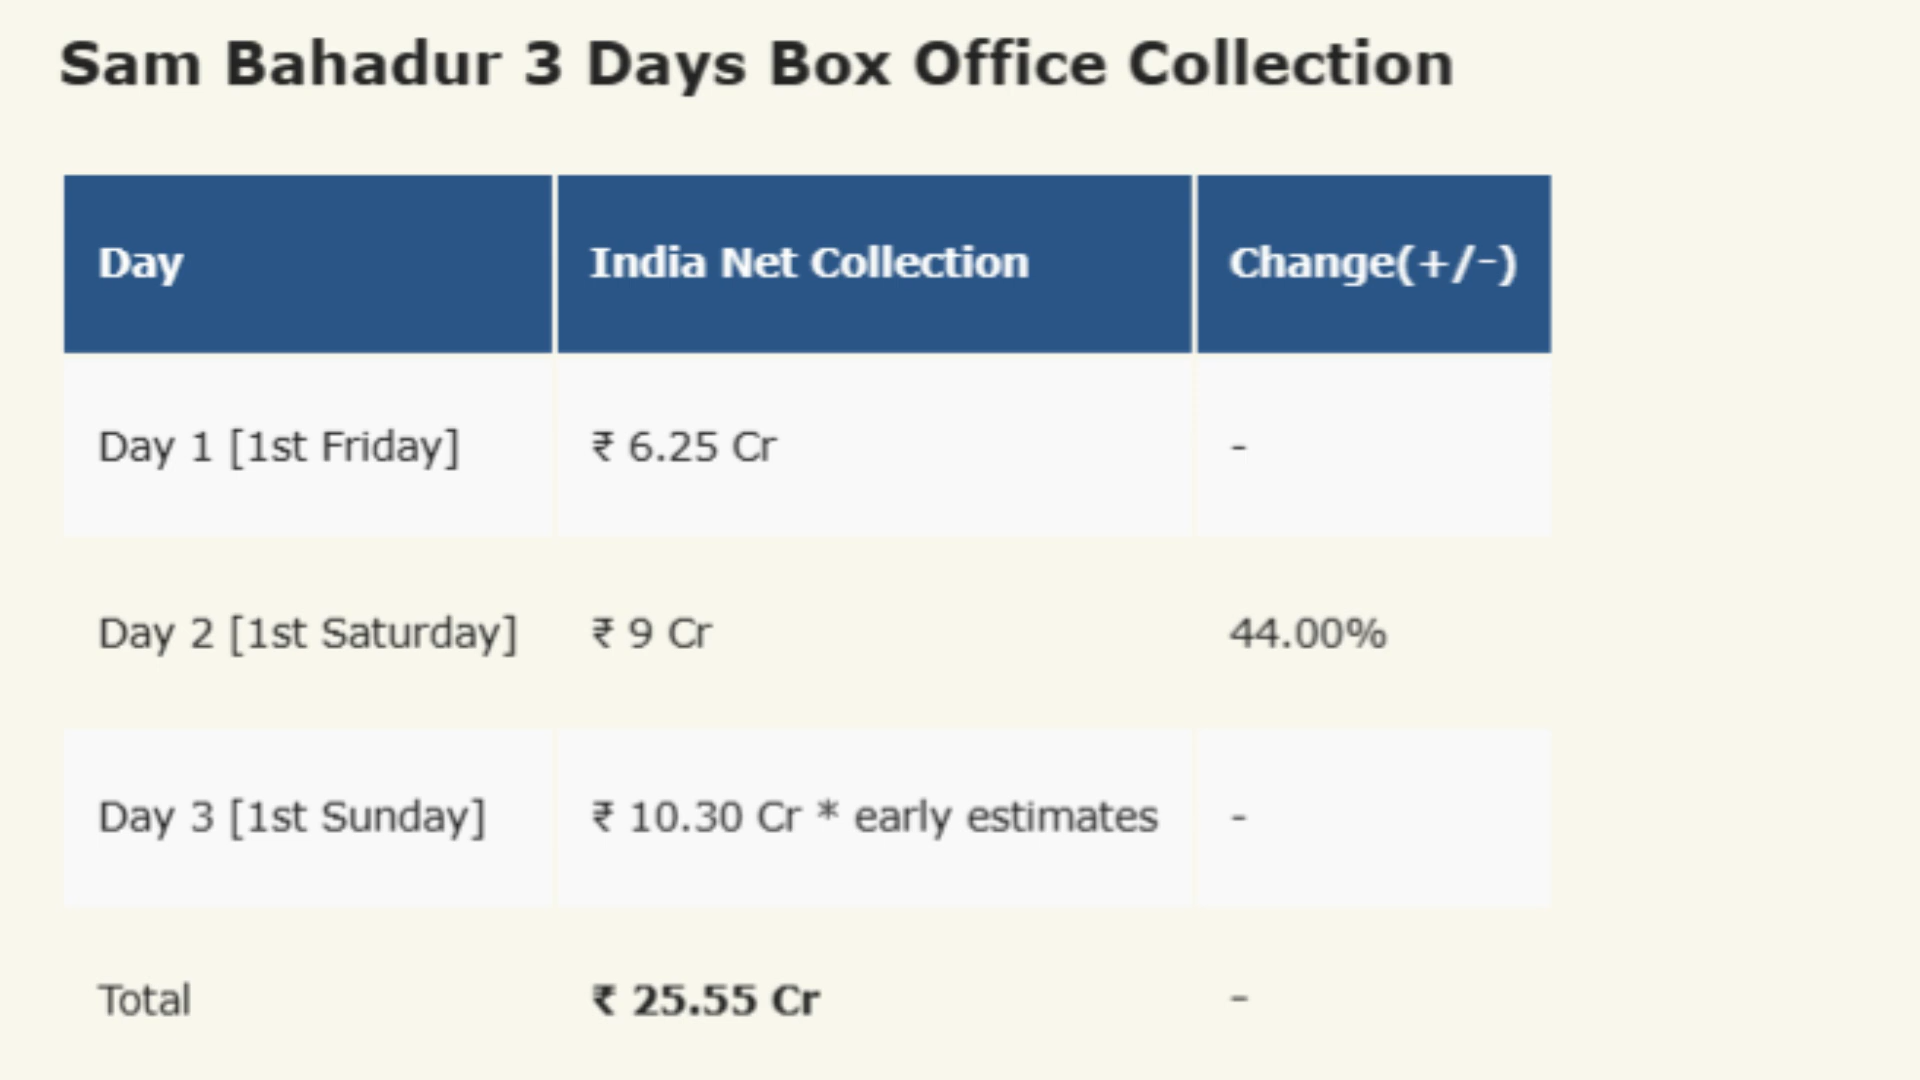 Sam Bahadur 3 Days Box Office Collection
Day India Net Collection Change(+/-)
Day 1 [1st Friday] ₹ 6.25 Cr -
Day 2 [1st Saturday] ₹ 9 Cr 44.00%
Day 3 [1st Sunday] ₹ 10.30 Cr * early estimates -
Total ₹ 25.55 Cr -